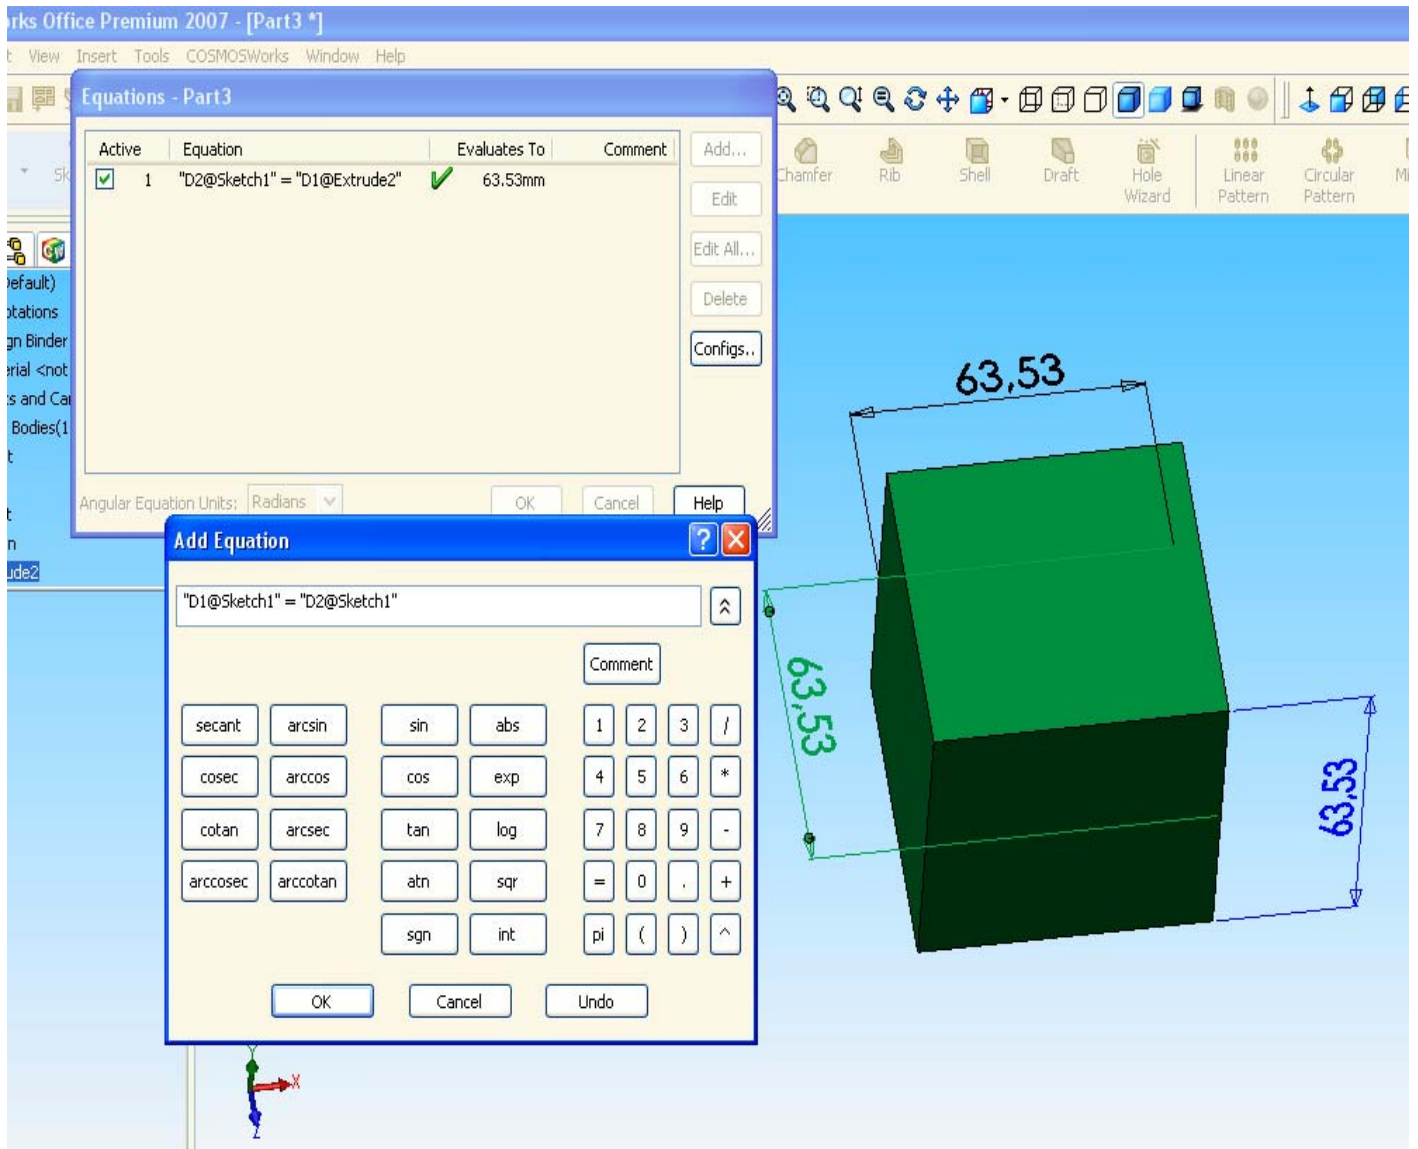 rks Office Premium 2007 - [Part3 *]
View Insert Tools COSMOSWorks Window Help
Equations - Part3
Active Equation Evaluates To Comment
1 "D2@Sketch1" = "D1@Extrude2" 63.53mm
Add...
Edit
Edit All...
Delete
Configs..
Angular Equation Units: Radians OK Cancel Help
Chamfer Rib Shell Draft Hole Wizard Linear Pattern Circular Pattern Mi
Sk
efault)
otations
gn Binder
erial <not
s and Ca
Bodies(1
t
t
n
ude2
Add Equation
"D1@Sketch1" = "D2@Sketch1"
Comment
secant arcsin sin abs 1 2 3 /
cosec arccos cos exp 4 5 6 *
cotan arcsec tan log 7 8 9 -
arccosec arccotan atn sqr = 0 . +
sgn int pi ( ) ^
OK Cancel Undo
63,53
63,53
63,53
Y
X
Z